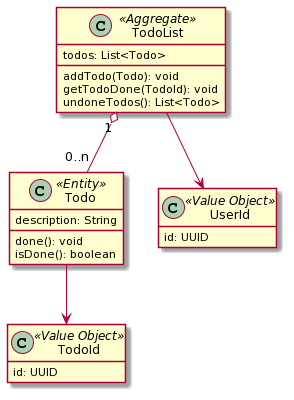 C
«Aggregate»
TodoList
todos: List<Todo>
addTodo(Todo): void
getTodoDone(TodoId): void
undoneTodos(): List<Todo>
1
0..n
C
«Entity»
Todo
description: String
done(): void
isDone(): boolean
C
«Value Object»
UserId
id: UUID
C
«Value Object»
TodoId
id: UUID